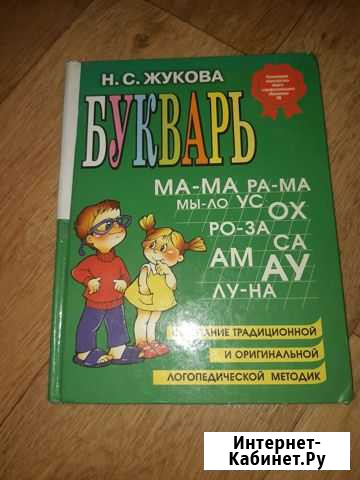 Н. С. ЖУКОВА
БУКВАРЬ
МА-МА РА-МА
МЫ-ЛО УС ОХ
РО-ЗА СА
АМ АУ
ЛУ-НА
ТРАДИЦИОННОЙ
И ОРИГИНАЛЬНОЙ
ЛОГОПЕДИЧЕСКОЙ МЕТОДИК
Интернет-
Кабинет.Ру